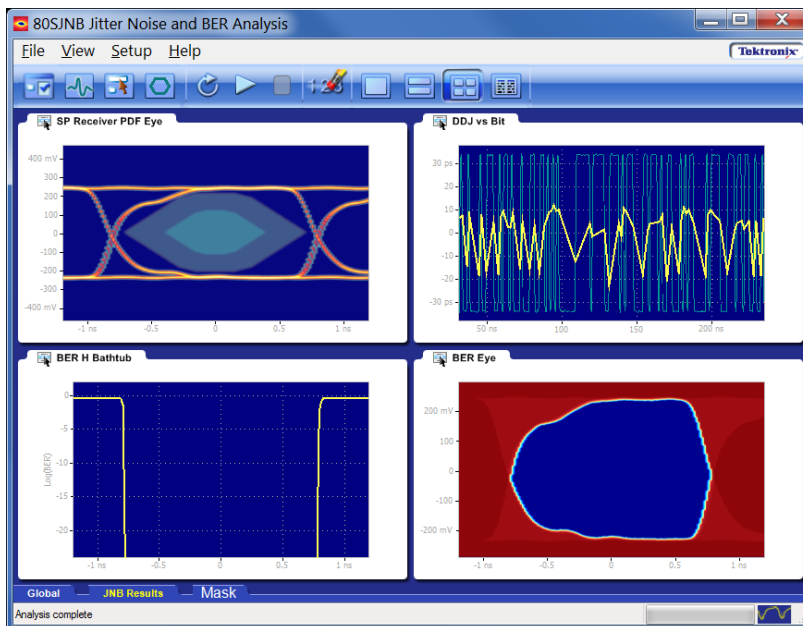 80SJNB Jitter Noise and BER Analysis
File View Setup Help
Tektronix
SP Receiver PDF Eye
400 mV
300
200
100
0
-100
-200
-300
-400 mV
-1 ns -0.5 0 0.5 1 ns
DDJ vs Bit
30 ps
20
10
0
-10
-20
-30 ps
50 ns 100 150 200 ns
BER H Bathtub
Log(BER)
0
-5
-10
-15
-20
-1 ns -0.5 0 0.5 1 ns
BER Eye
200 mV
100
0
-100
-200 mV
-1 ns -0.5 0 0.5 1 ns
Global JNB Results Mask
Analysis complete